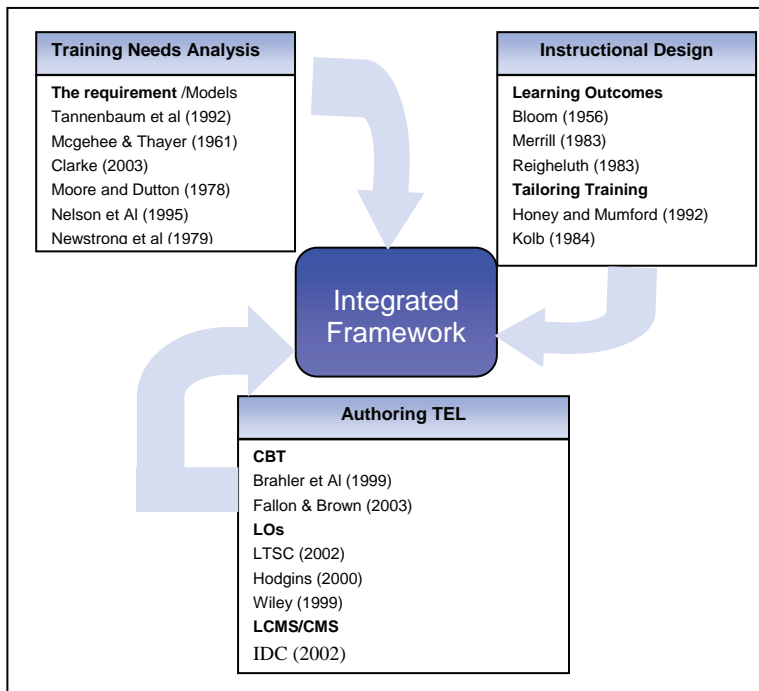 Training Needs Analysis
The requirement /Models
Tannenbaum et al (1992)
Mcgehee & Thayer (1961)
Clarke (2003)
Moore and Dutton (1978)
Nelson et Al (1995)
Newstrong et al (1979)
Instructional Design
Learning Outcomes
Bloom (1956)
Merrill (1983)
Reigheluth (1983)
Tailoring Training
Honey and Mumford (1992)
Kolb (1984)
Integrated
Framework
Authoring TEL
CBT
Brahler et Al (1999)
Fallon & Brown (2003)
LOs
LTSC (2002)
Hodgins (2000)
Wiley (1999)
LCMS/CMS
IDC (2002)